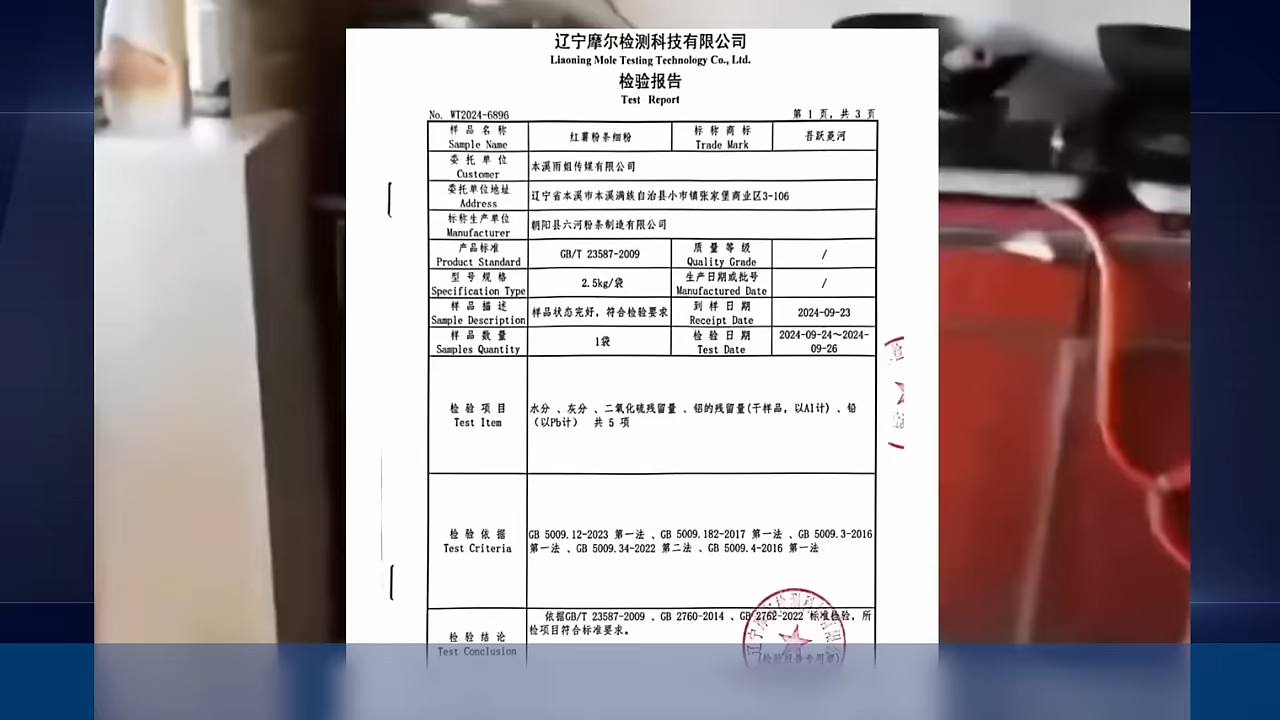 辽宁摩尔检测科技有限公司
Liaoning Mole Testing Technology Co., Ltd.
检验报告
Test Report
No. WT2024-6896 第 1 页, 共 3 页
样品名称 红薯粉条细粉 标称商标 吾跃菱河
Sample Name Trade Mark
委托单位 本溪雨姐传媒有限公司
Customer
委托单位地址 辽宁省本溪市本溪满族自治县小市镇张家堡商业区3-106
Address
标称生产单位 朝阳县六河粉条制造有限公司
Manufacturer
产品标准 GB/T 23587-2009 质量等级 /
Product Standard Quality Grade
型号规格 2.5kg/袋 生产日期或批号 /
Specification Type Manufactured Date
样品描述 样品状态完好, 符合检验要求 到样日期 2024-09-23
Sample Description Receipt Date
样品数量 1袋 检验日期 2024-09-24～2024-
Samples Quantity Test Date 09-26
检验项目 水分 、灰分 、二氧化硫残留量 、铝的残留量(干样品, 以Al计) 、铅
Test Item (以Pb计) 共 5 项
检验依据 GB 5009.12-2023 第一法 、GB 5009.182-2017 第一法 、GB 5009.3-2016
Test Criteria 第一法 、GB 5009.34-2022 第二法 、GB 5009.4-2016 第一法
依据GB/T 23587-2009 、GB 2760-2014 、GB 2762-2022 标准检验, 所
检验结论 检项目符合标准要求。
Test Conclusion
(检验报告专用章)